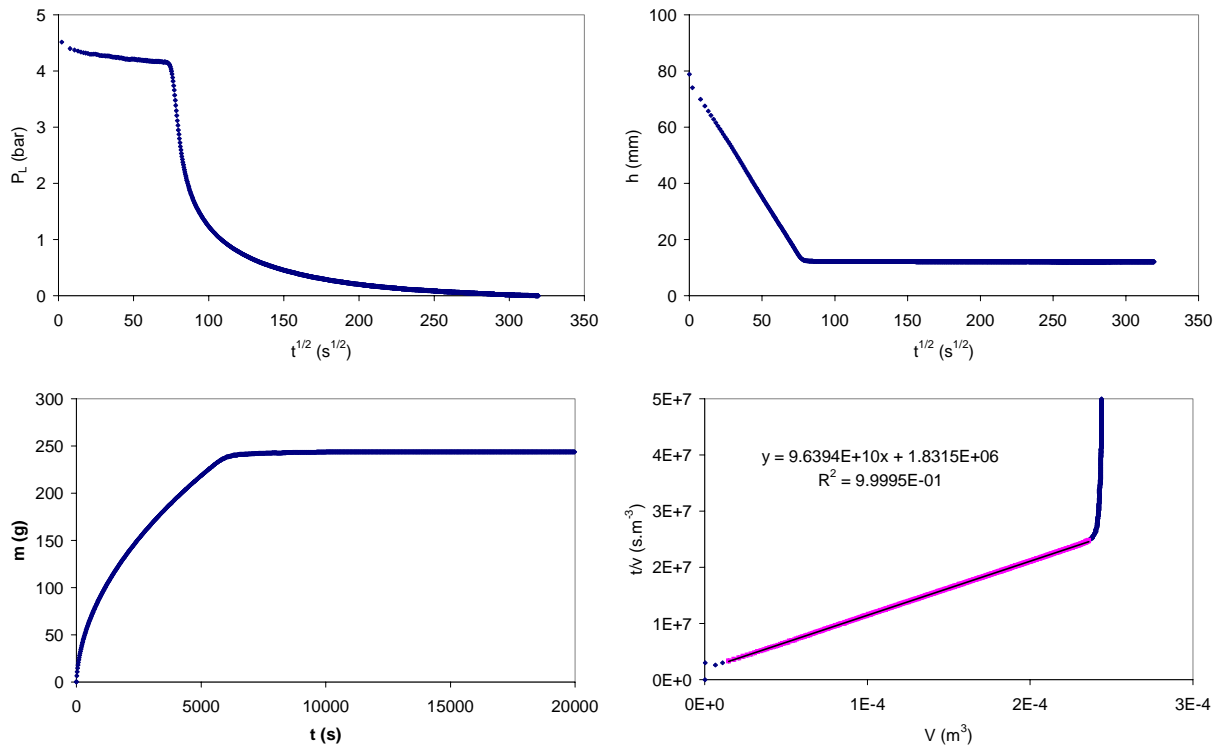 5
4
3
2
1
0
P_L (bar)
0 50 100 150 200 250 300 350
t^{1/2} (s^{1/2})
100
80
60
40
20
0
h (mm)
0 50 100 150 200 250 300 350
t^{1/2} (s^{1/2})
300
250
200
150
100
50
0
m (g)
0 5000 10000 15000 20000
t (s)
5E+7
4E+7
3E+7
2E+7
1E+7
0E+0
t/v (s.m^{-3})
y = 9.6394E+10x + 1.8315E+06
R^2 = 9.9995E-01
0E+0 1E-4 2E-4 3E-4
V (m^3)